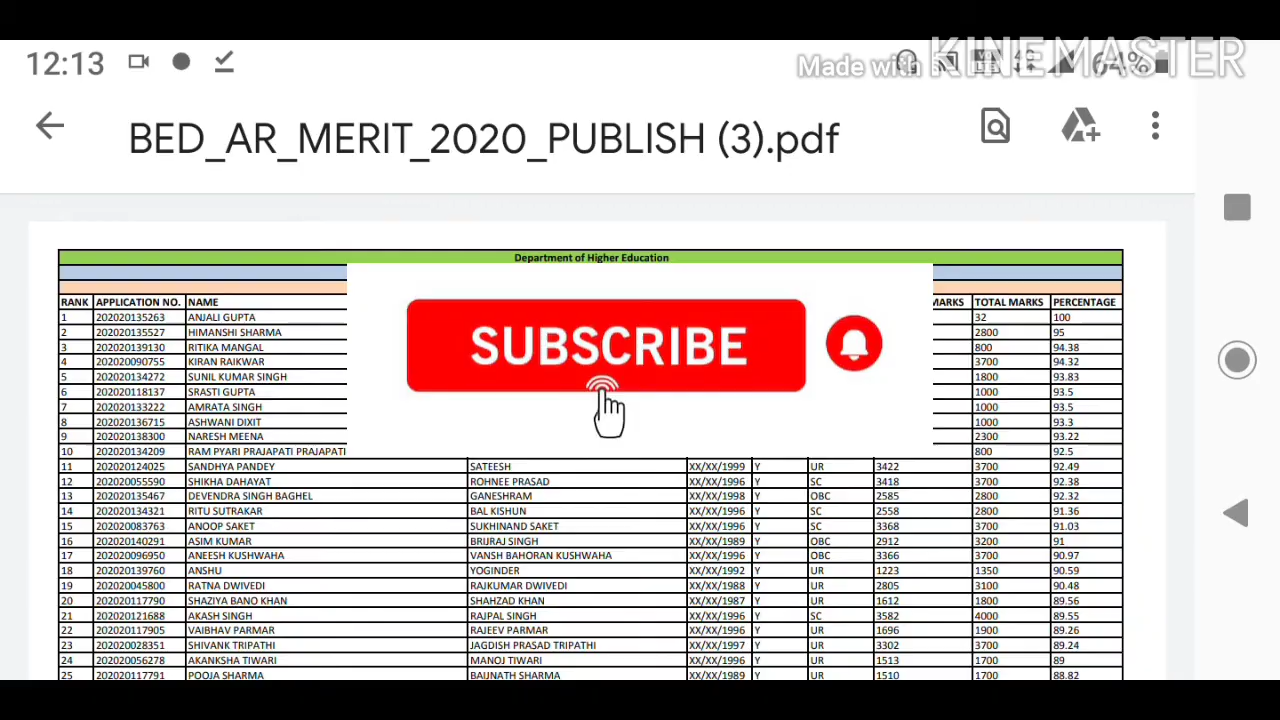 12:13 Made with KINEMASTER 64%
BED_AR_MERIT_2020_PUBLISH (3).pdf
Department of Higher Education
RANK APPLICATION NO. NAME MARKS TOTAL MARKS PERCENTAGE
1 202020135263 ANJALI GUPTA 32 100
2 202020135527 HIMANSHI SHARMA 2800 95
3 202020139130 RITIKA MANGAL 800 94.38
4 202020090755 KIRAN RAIKWAR 3700 94.32
5 202020134272 SUNIL KUMAR SINGH 1800 93.83
6 202020118137 SRASTI GUPTA 1000 93.5
7 202020133222 AMRATA SINGH 1000 93.5
8 202020136715 ASHWANI DIXIT 1000 93.3
9 202020138300 NARESH MEENA 2300 93.22
10 202020134209 RAM PYARI PRAJAPATI PRAJAPATI 800 92.5
SUBSCRIBE
11 202020124025 SANDHYA PANDEY SATEESH XX/XX/1999 Y UR 3422 3700 92.49
12 202020055590 SHIKHA DAHAYAT ROHNEE PRASAD XX/XX/1996 Y SC 3418 3700 92.38
13 202020135467 DEVENDRA SINGH BAGHEL GANESHRAM XX/XX/1998 Y OBC 2585 2800 92.32
14 202020134321 RITU SUTRAKAR BAL KISHUN XX/XX/1996 Y SC 2558 2800 91.36
15 202020083763 ANOOP SAKET SUKHINAND SAKET XX/XX/1996 Y SC 3368 3700 91.03
16 202020140291 ASIM KUMAR BRIJRAJ SINGH XX/XX/1989 Y OBC 2912 3200 91
17 202020096950 ANEESH KUSHWAHA VANSH BAHORAN KUSHWAHA XX/XX/1996 Y OBC 3366 3700 90.97
18 202020139760 ANSHU YOGINDER XX/XX/1992 Y UR 1223 1350 90.59
19 202020045800 RATNA DWIVEDI RAJKUMAR DWIVEDI XX/XX/1988 Y UR 2805 3100 90.48
20 202020117790 SHAZIYA BANO KHAN SHAHZAD KHAN XX/XX/1987 Y UR 1612 1800 89.56
21 202020121688 AKASH SINGH RAJPAL SINGH XX/XX/1996 Y SC 3582 4000 89.55
22 202020117905 VAIBHAV PARMAR RAJEEV PARMAR XX/XX/1996 Y UR 1696 1900 89.26
23 202020028351 SHIVANK TRIPATHI JAGDISH PRASAD TRIPATHI XX/XX/1997 Y UR 3302 3700 89.24
24 202020056278 AKANKSHA TIWARI MANOJ TIWARI XX/XX/1996 Y UR 1513 1700 89
25 202020117791 POOJA SHARMA BAIJNATH SHARMA XX/XX/1989 Y UR 1510 1700 88.82